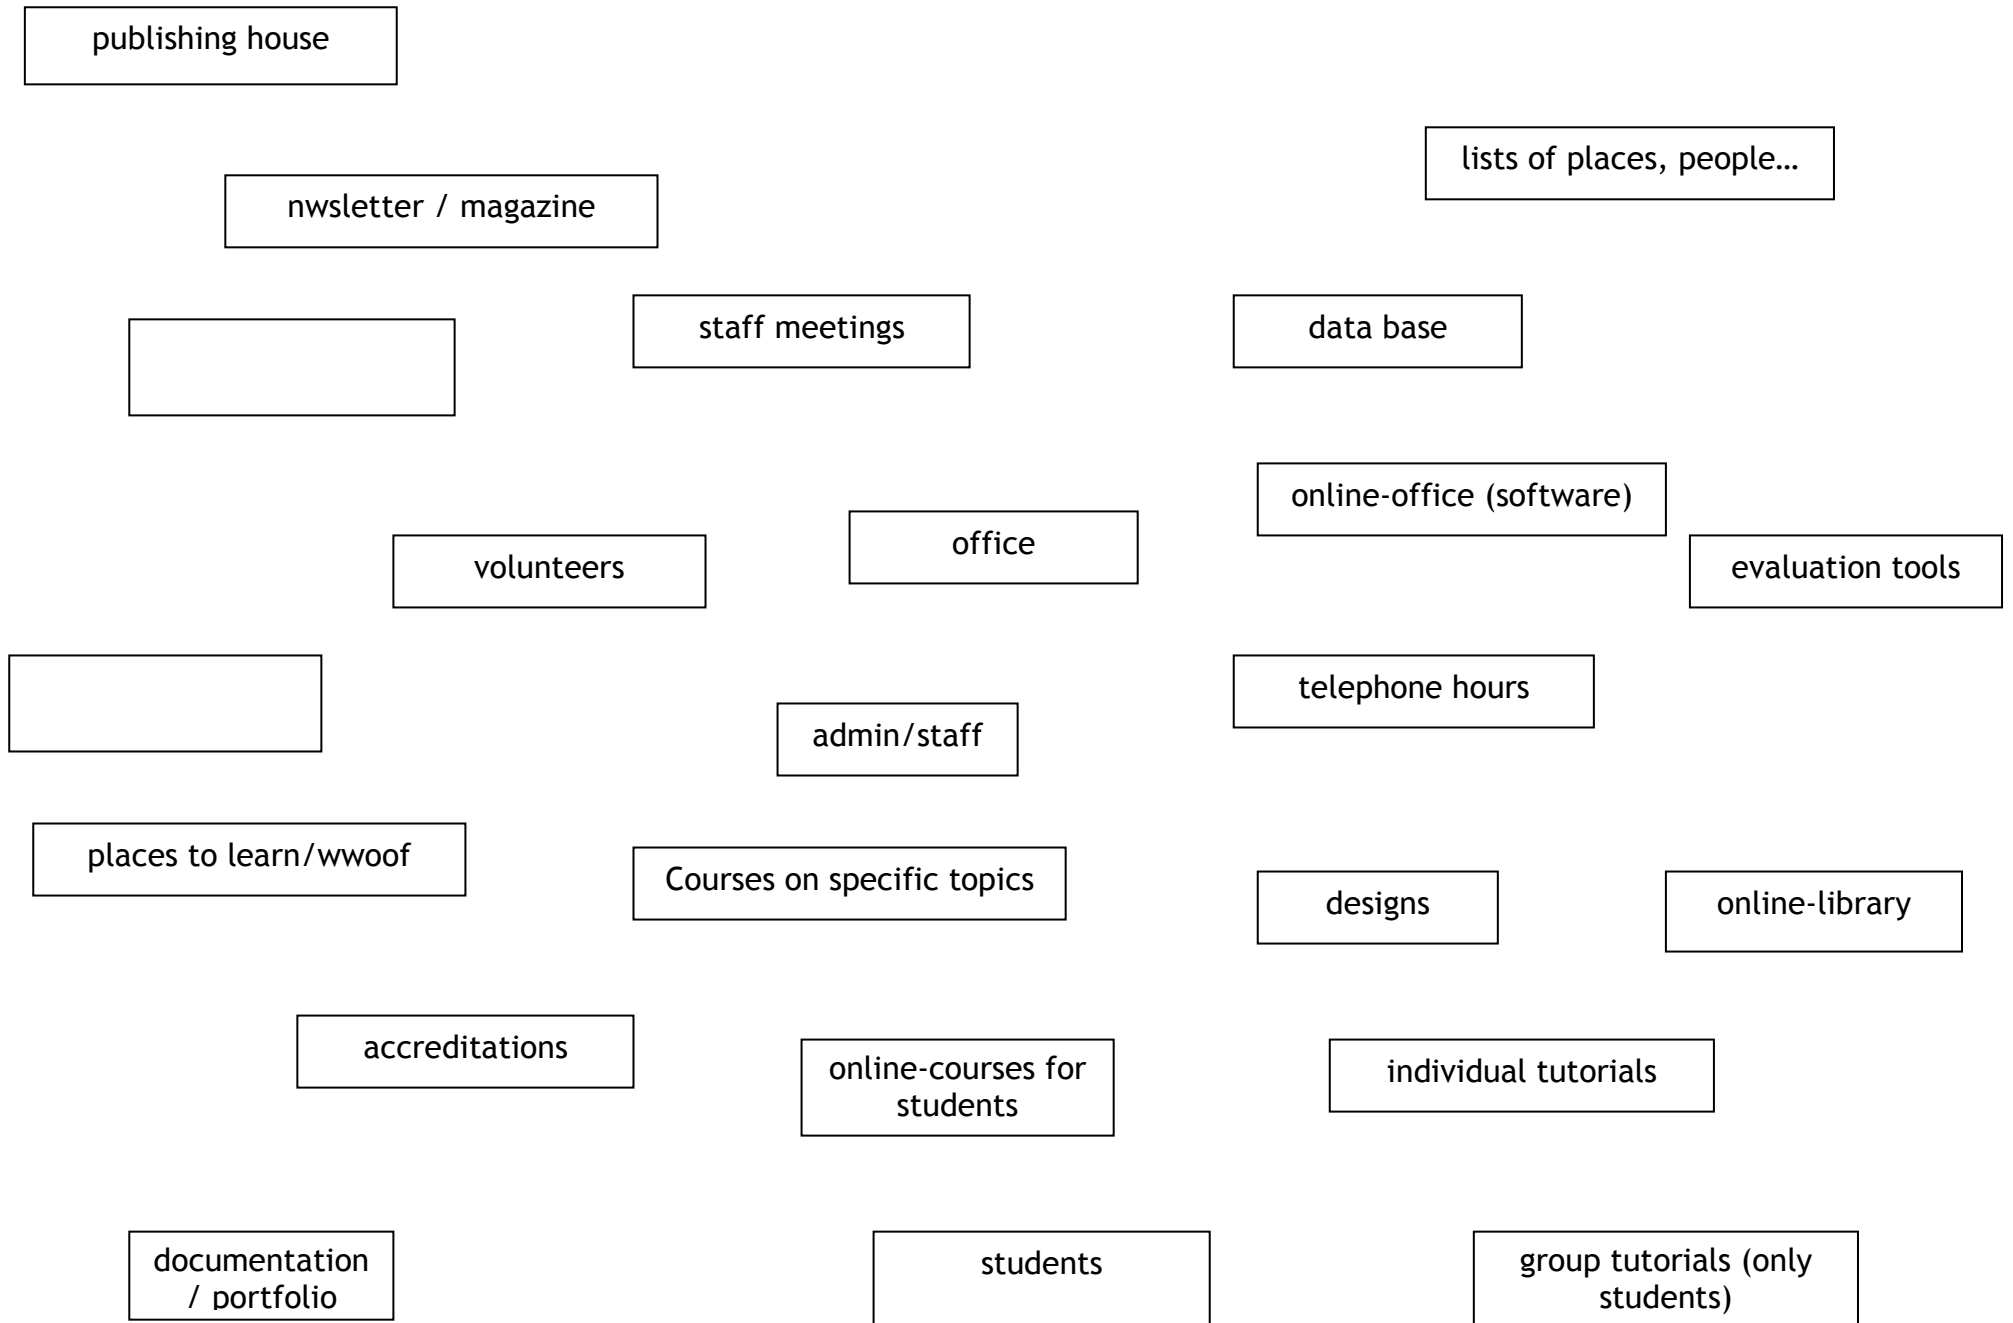 publishing house
lists of places, people…
nwsletter / magazine
staff meetings
data base
online-office (software)
office
volunteers
evaluation tools
telephone hours
admin/staff
places to learn/wwoof
Courses on specific topics
designs
online-library
accreditations
online-courses for
students
individual tutorials
documentation
/ portfolio
students
group tutorials (only
students)